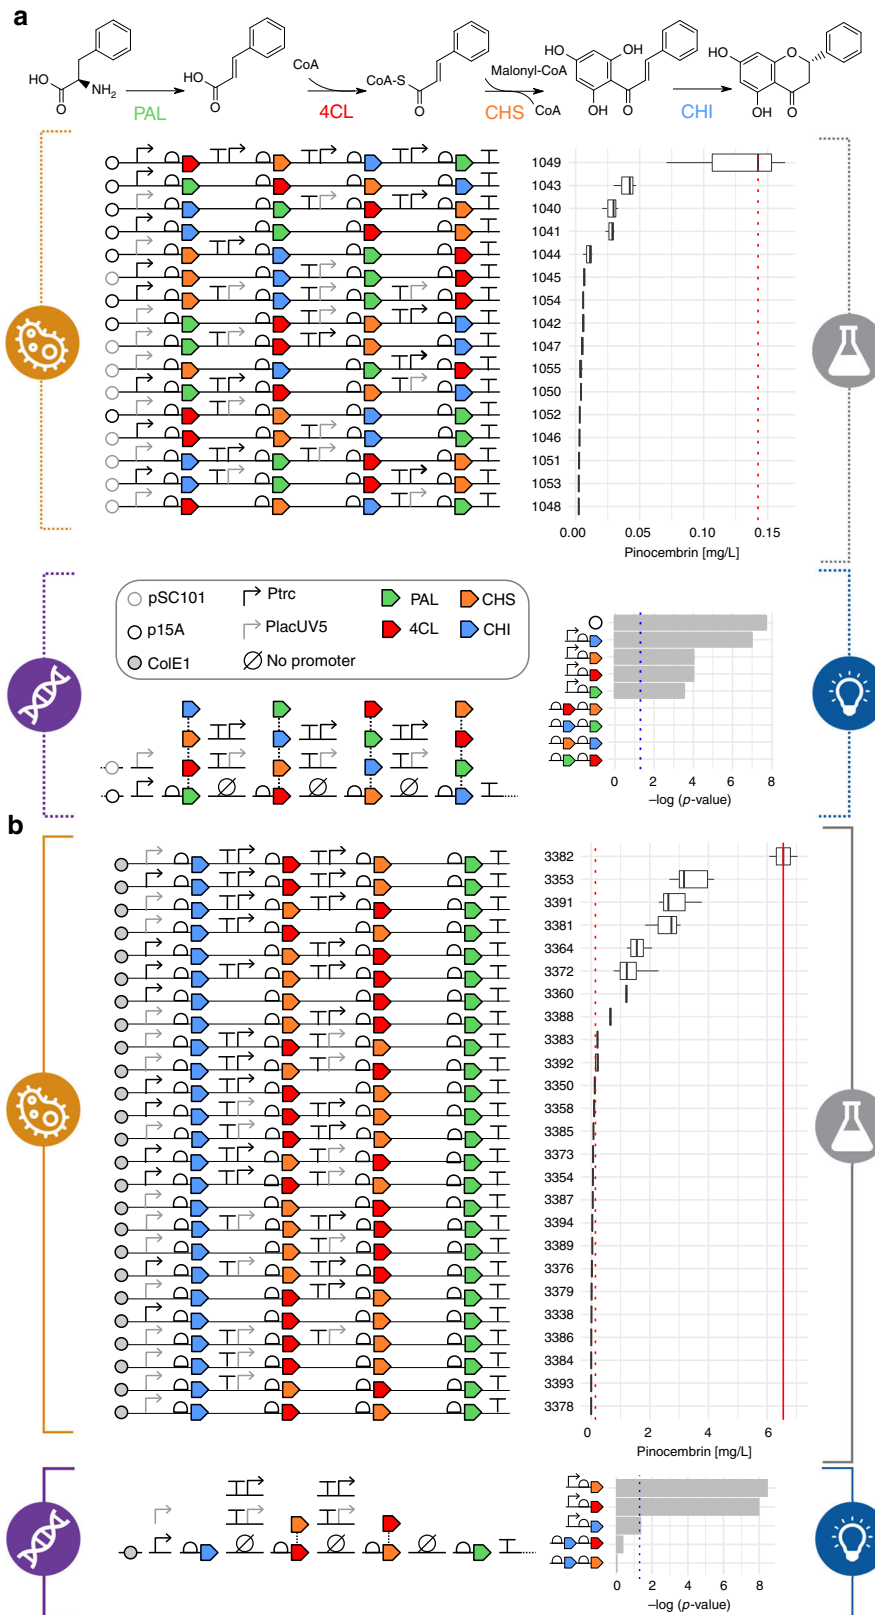 a
HO
O
NH2
PAL
HO
O
CoA
4CL
CoA-S
O
Malonyl-CoA
CHS
CoA
HO
OH
OH
O
CHI
HO
O
OH
O
1049
1043
1040
1041
1044
1045
1054
1042
1047
1055
1050
1052
1046
1051
1053
1048
0.00
0.05
0.10
0.15
Pinocembrin [mg/L]
pSC101
p15A
ColE1
Ptrc
PlacUV5
No promoter
PAL
4CL
CHS
CHI
0
2
4
6
8
–log (p-value)
b
3382
3353
3391
3381
3364
3372
3360
3388
3383
3392
3350
3358
3385
3373
3354
3387
3394
3389
3376
3379
3338
3386
3384
3393
3378
0
2
4
6
Pinocembrin [mg/L]
0
2
4
6
8
–log (p-value)